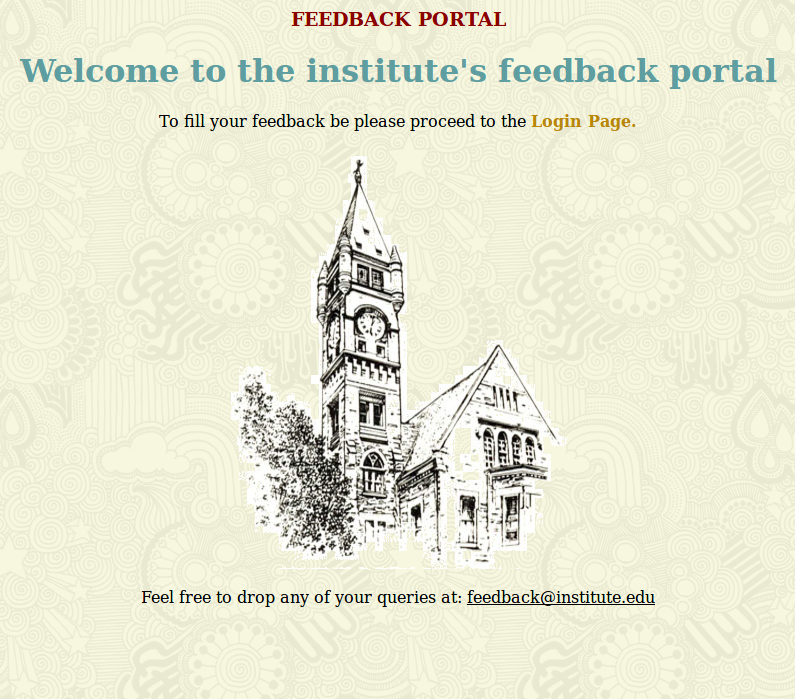 FEEDBACK PORTAL
Welcome to the institute's feedback portal
To fill your feedback be please proceed to the Login Page.
Feel free to drop any of your queries at: feedback@institute.edu